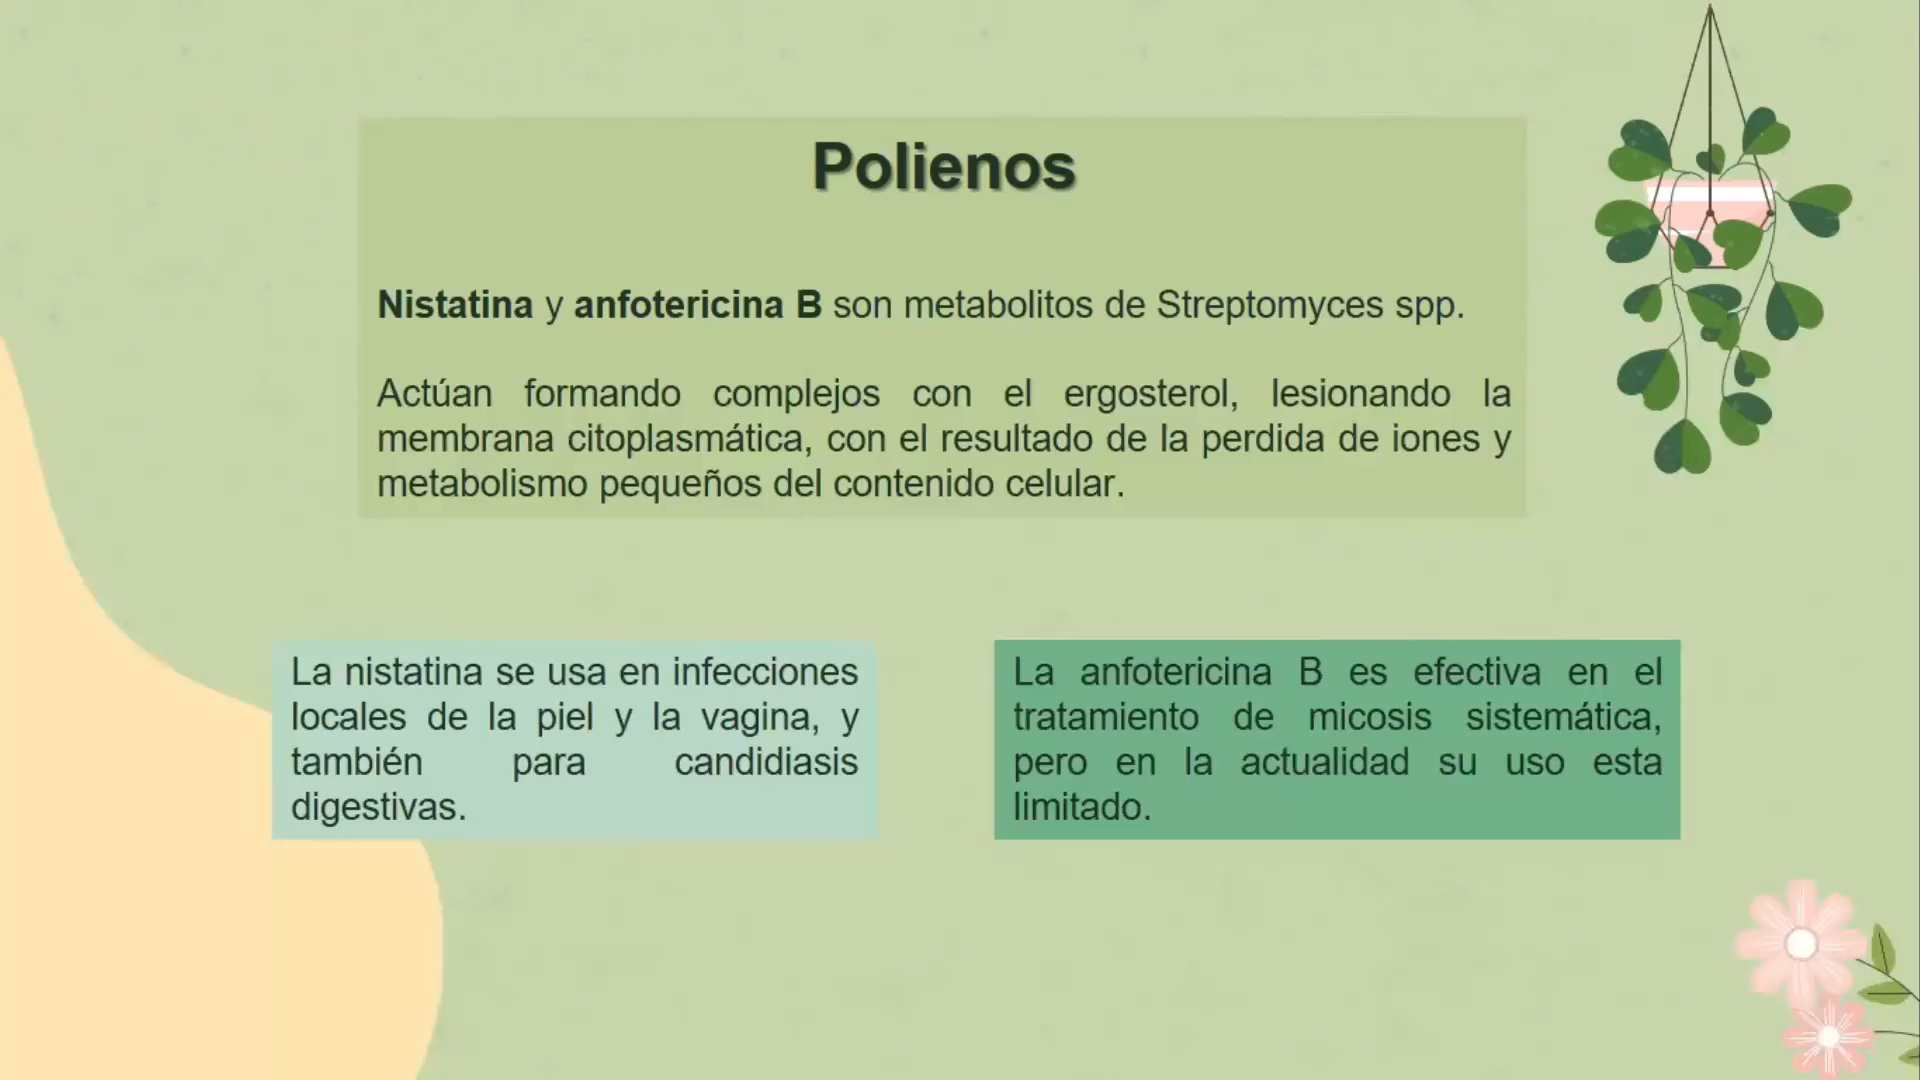 Polienos
Nistatina y anfotericina B son metabolitos de Streptomyces spp.
Actúan formando complejos con el ergosterol, lesionando la
membrana citoplasmática, con el resultado de la perdida de iones y
metabolismo pequeños del contenido celular.
La nistatina se usa en infecciones
locales de la piel y la vagina, y
también para candidiasis
digestivas.
La anfotericina B es efectiva en el
tratamiento de micosis sistemática,
pero en la actualidad su uso esta
limitado.